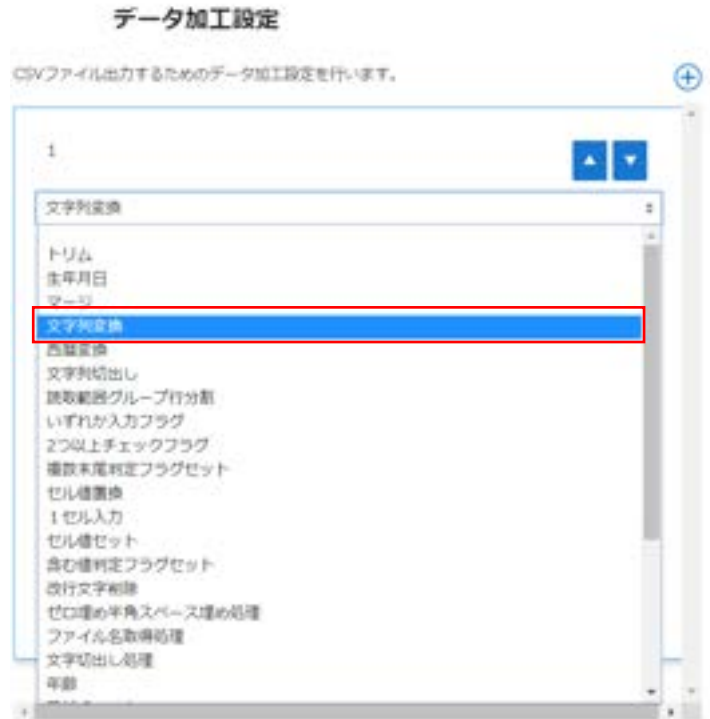 データ加工設定
CSVファイル出力するためのデータ加工設定を行います。
1
文字列変換
トリム
生年月日
マージ
文字列変換
西暦変換
文字列切出し
読取範囲グループ行分割
いずれか入力フラグ
2つ以上チェックフラグ
複数末尾判定フラグセット
セル値置換
1セル入力
セル値セット
含む値判定フラグセット
改行文字削除
ゼロ埋め半角スペース埋め処理
ファイル名取得処理
文字切出し処理
年齢